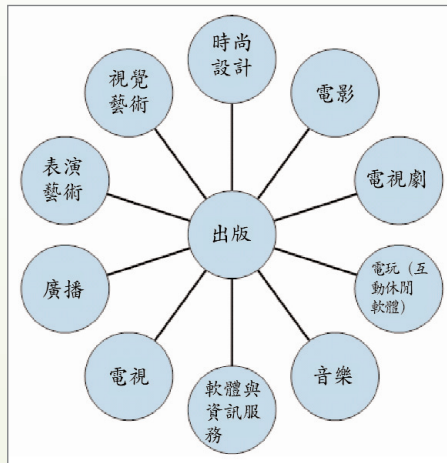 時尚
設計
電影
電視劇
電玩（互
動休閒
軟體）
音樂
軟體與
資訊服
務
電視
廣播
表演
藝術
視覺
藝術
出版